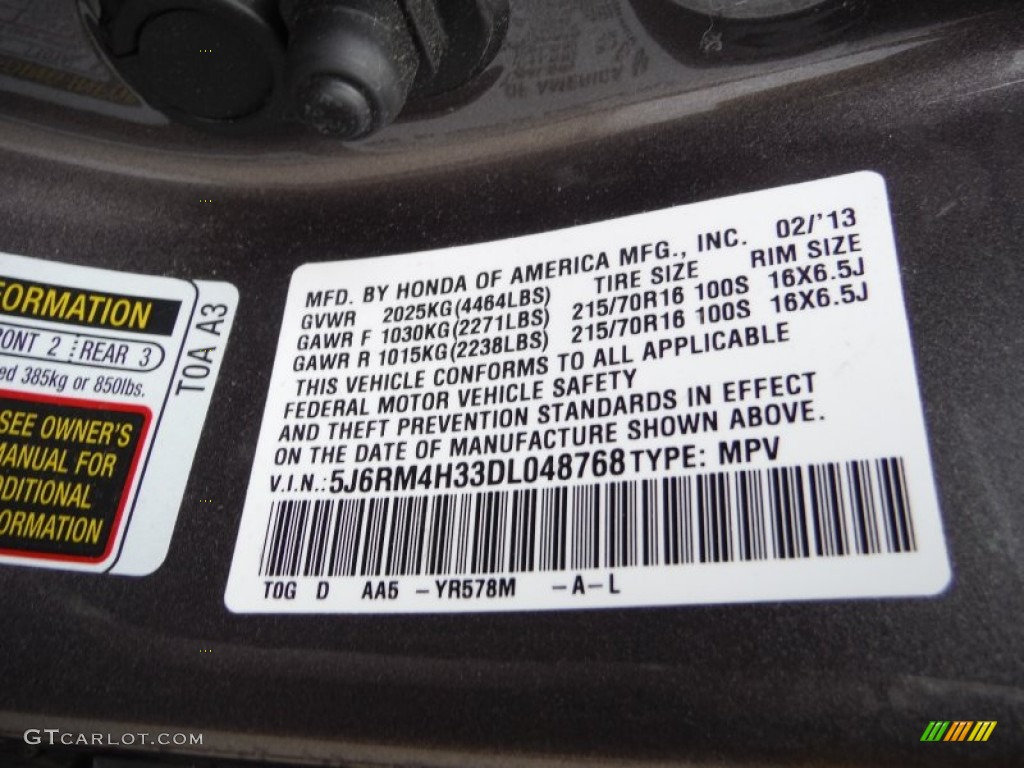 MFD. BY HONDA OF AMERICA MFG., INC. 02/'13
GVWR 2025KG(4464LBS) TIRE SIZE RIM SIZE
GAWR F 1030KG(2271LBS) 215/70R16 100S 16X6.5J
GAWR R 1015KG(2238LBS) 215/70R16 100S 16X6.5J
THIS VEHICLE CONFORMS TO ALL APPLICABLE
FEDERAL MOTOR VEHICLE SAFETY
AND THEFT PREVENTION STANDARDS IN EFFECT
ON THE DATE OF MANUFACTURE SHOWN ABOVE.
V.I.N.: 5J6RM4H33DL048768 TYPE: MPV
T0G D AA5 -YR578M -A-L
FORMATION
RONT 2 REAR 3
ed 385kg or 850lbs.
SEE OWNER'S
MANUAL FOR
DDITIONAL
FORMATION
T0A A3
OF AMERICA
GTCARLOT.COM